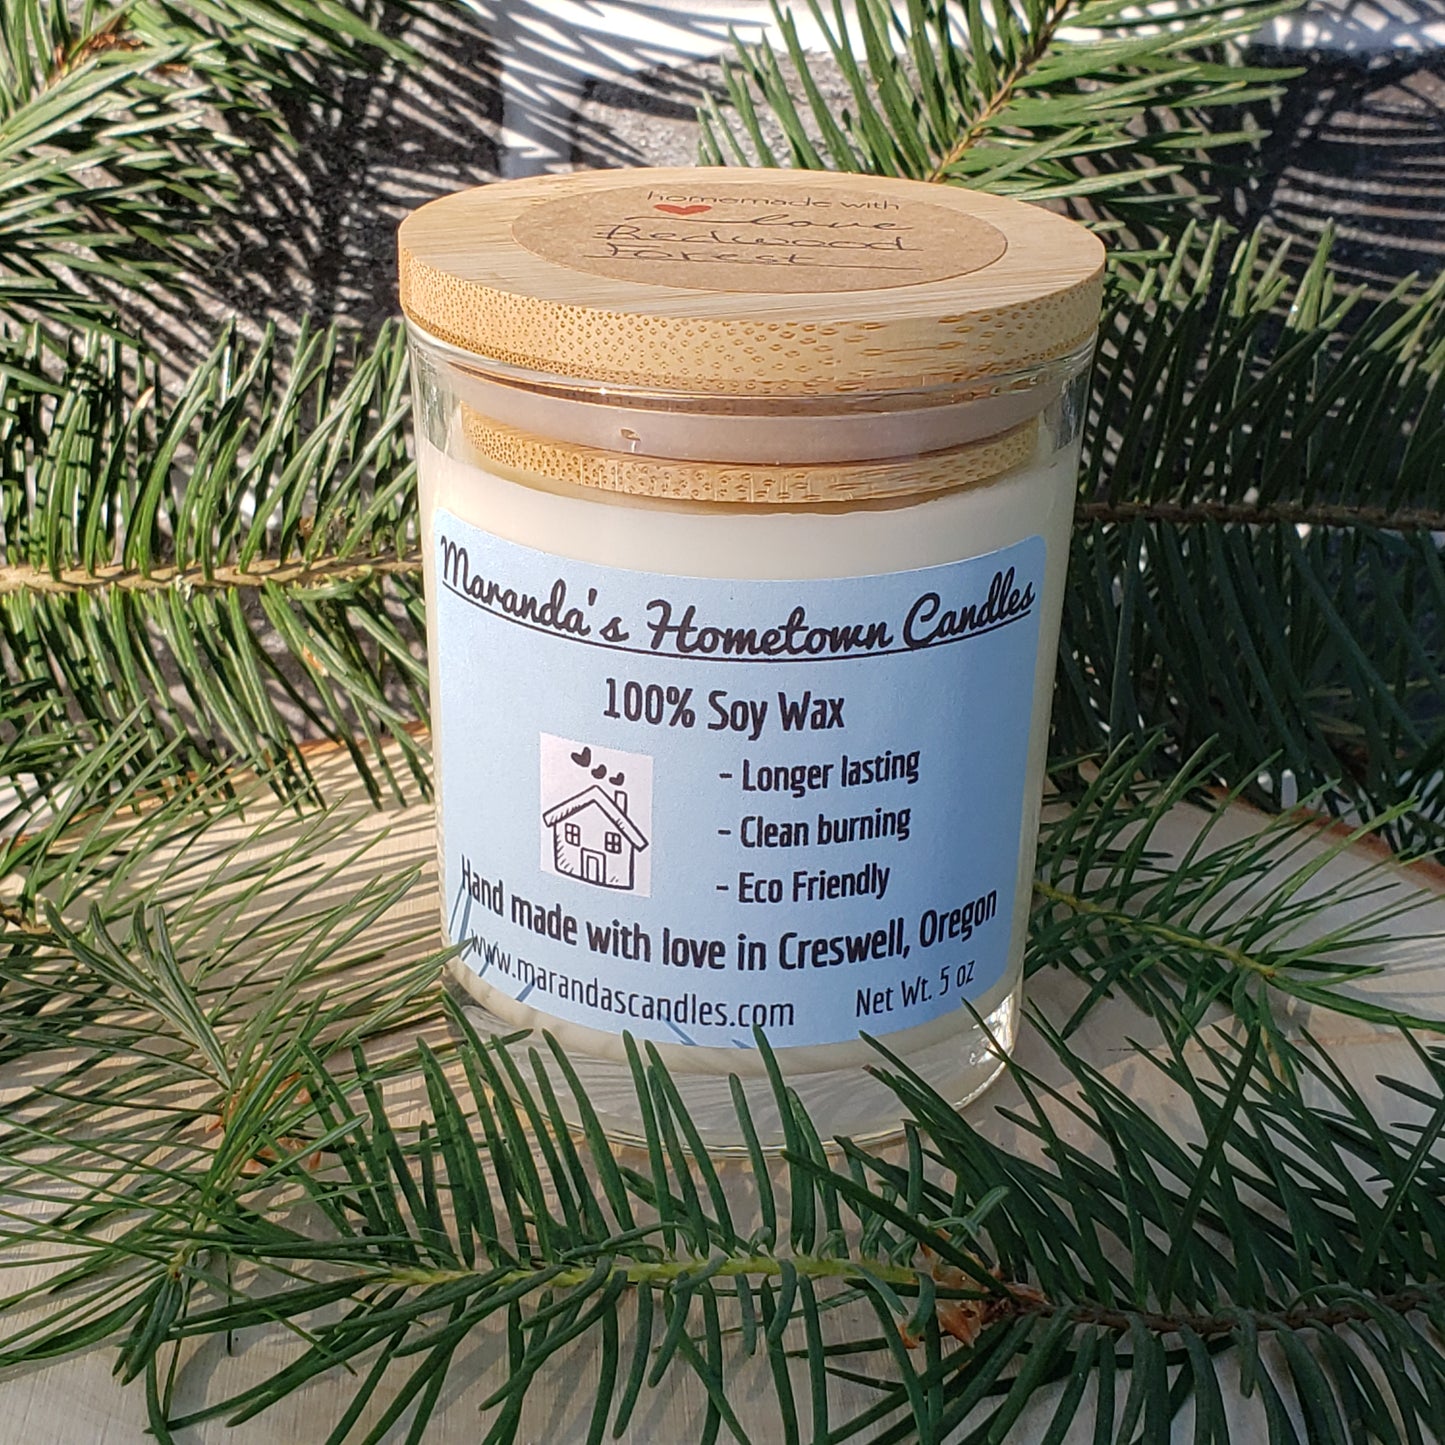 homemade with
love
Redwood
Forest
Maranda's Hometown Candles
100% Soy Wax
- Longer lasting
- Clean burning
- Eco Friendly
Hand made with love in Creswell, Oregon
www.marandascandles.com
Net Wt. 5 oz